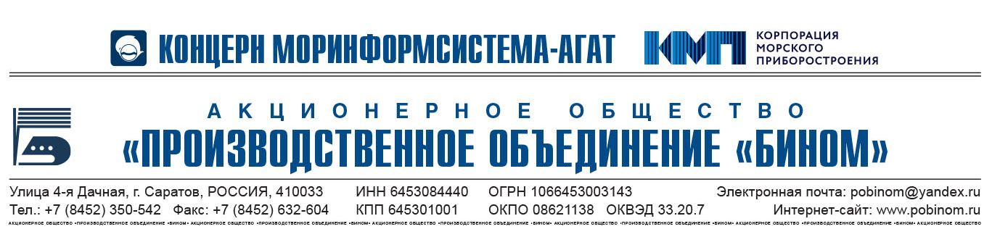 КОНЦЕРН МОРИНФОРМСИСТЕМА-АГАТ
КМП
КОРПОРАЦИЯ
МОРСКОГО
ПРИБОРОСТРОЕНИЯ
АКЦИОНЕРНОЕ ОБЩЕСТВО
«ПРОИЗВОДСТВЕННОЕ ОБЪЕДИНЕНИЕ «БИНОМ»
Улица 4-я Дачная, г. Саратов, РОССИЯ, 410033 ИНН 6453084440 ОГРН 1066453003143 Электронная почта: pobinom@yandex.ru
Тел.: +7 (8452) 350-542 Факс: +7 (8452) 632-604 КПП 645301001 ОКПО 08621138 ОКВЭД 33.20.7 Интернет-сайт: www.pobinom.ru
АКЦИОНЕРНОЕ ОБЩЕСТВО «ПРОИЗВОДСТВЕННОЕ ОБЪЕДИНЕНИЕ «БИНОМ» АКЦИОНЕРНОЕ ОБЩЕСТВО «ПРОИЗВОДСТВЕННОЕ ОБЪЕДИНЕНИЕ «БИНОМ» АКЦИОНЕРНОЕ ОБЩЕСТВО «ПРОИЗВОДСТВЕННОЕ ОБЪЕДИНЕНИЕ «БИНОМ» АКЦИОНЕРНОЕ ОБЩЕСТВО «ПРОИЗВОДСТВЕННОЕ ОБЪЕДИНЕНИЕ «БИНОМ» АКЦИОНЕРНОЕ ОБЩЕСТВО «ПРОИЗВОДСТВЕННОЕ ОБЪЕДИНЕНИЕ «БИНОМ» АКЦИОНЕРНОЕ ОБЩЕСТВО